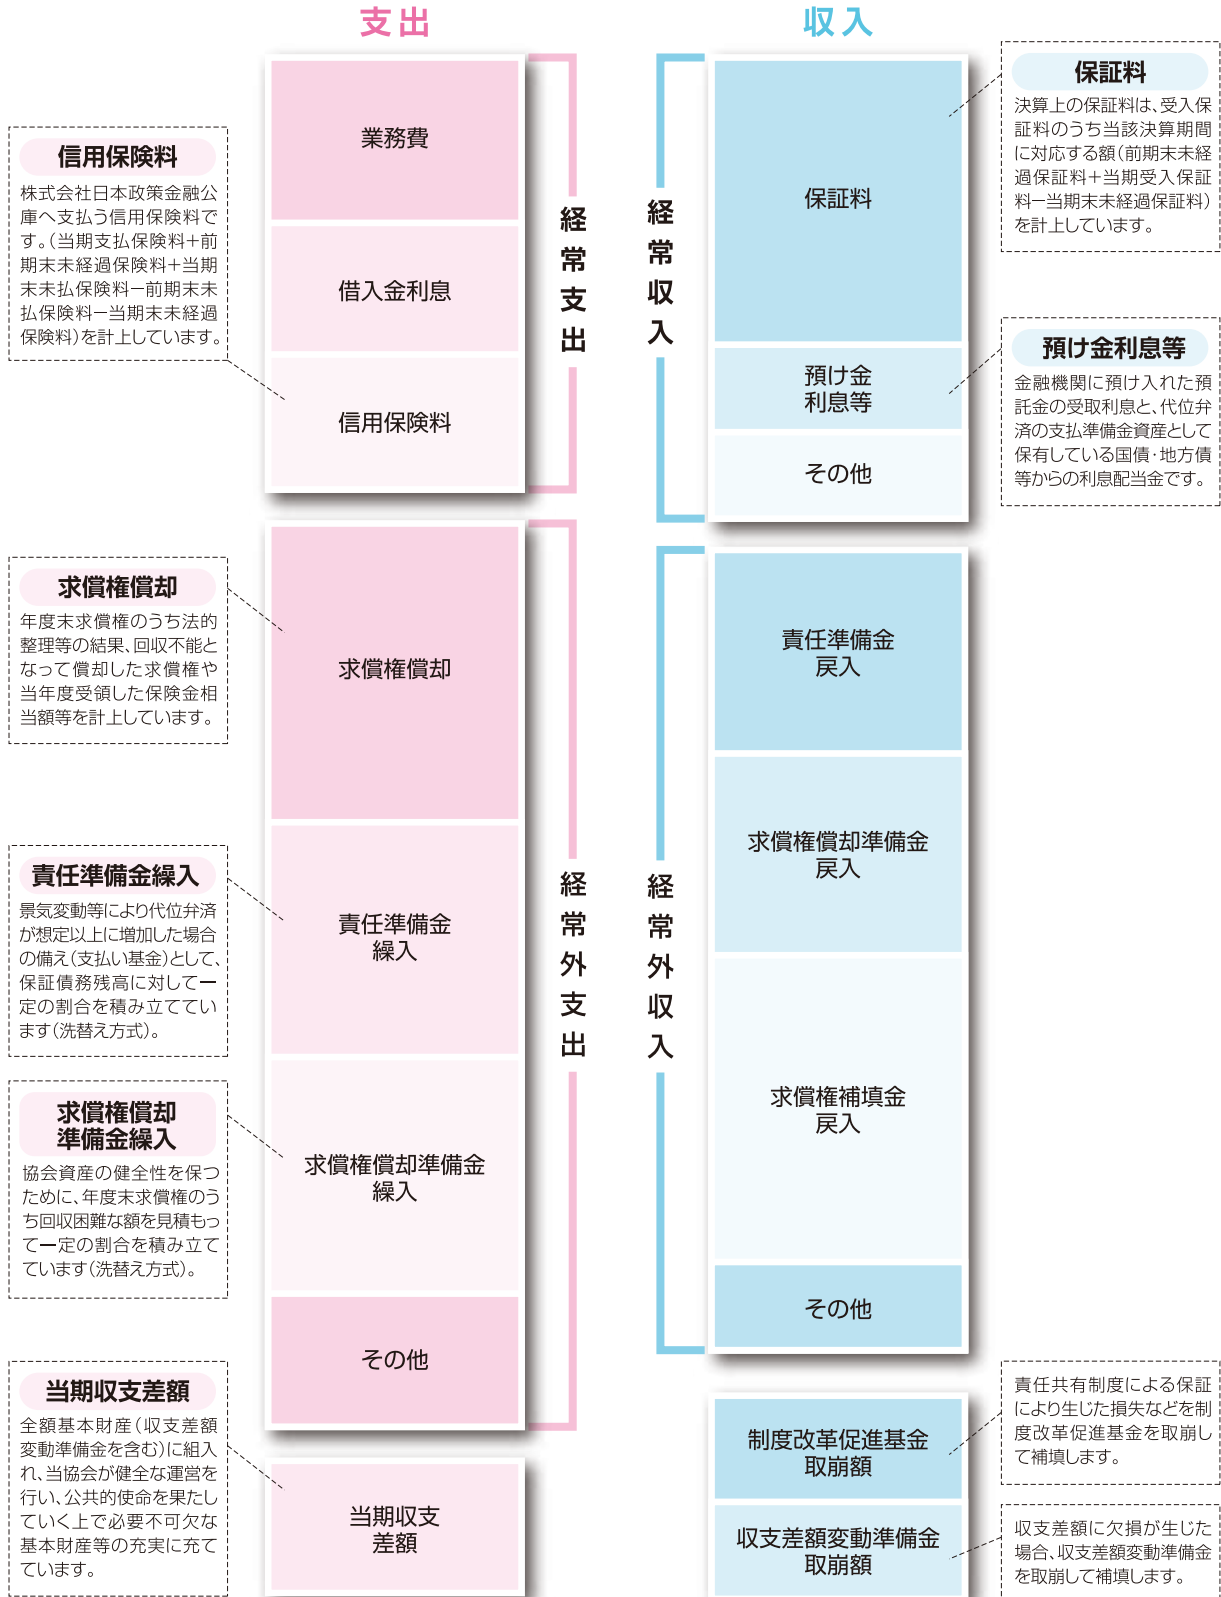 支出
収入
信用保険料
株式会社日本政策金融公
庫へ支払う信用保険料で
す。(当期支払保険料+前
期末未経過保険料+当期
末未払保険料ー前期末未
払保険料ー当期末未経過
保険料)を計上しています。
求償権償却
年度末求償権のうち法的
整理等の結果、回収不能と
なって償却した求償権や
当年度受領した保険金相
当額等を計上しています。
責任準備金繰入
景気変動等により代位弁済
が想定以上に増加した場合
の備え(支払い基金)として、
保証債務残高に対して一
定の割合を積み立ててい
ます(洗替え方式)。
求償権償却
準備金繰入
協会資産の健全性を保つ
ために、年度末求償権のう
ち回収困難な額を見積もっ
て一定の割合を積み立て
ています(洗替え方式)。
当期収支差額
全額基本財産(収支差額
変動準備金を含む)に組入
れ、当協会が健全な運営を
行い、公共的使命を果たし
ていく上で必要不可欠な
基本財産等の充実に充て
ています。
業務費
借入金利息
信用保険料
経常支出
求償権償却
責任準備金
繰入
求償権償却準備金
繰入
その他
経常外支出
当期収支
差額
経常収入
保証料
預け金
利息等
その他
経常外収入
責任準備金
戻入
求償権償却準備金
戻入
求償権補填金
戻入
その他
制度改革促進基金
取崩額
収支差額変動準備金
取崩額
保証料
決算上の保証料は、受入保
証料のうち当該決算期間
に対応する額(前期末未経
過保証料+当期受入保証
料ー当期末未経過保証料)
を計上しています。
預け金利息等
金融機関に預け入れた預
託金の受取利息と、代位弁
済の支払準備金資産として
保有している国債・地方債
等からの利息配当金です。
責任共有制度による保証
により生じた損失などを制
度改革促進基金を取崩し
て補填します。
収支差額に欠損が生じた
場合、収支差額変動準備金
を取崩して補填します。